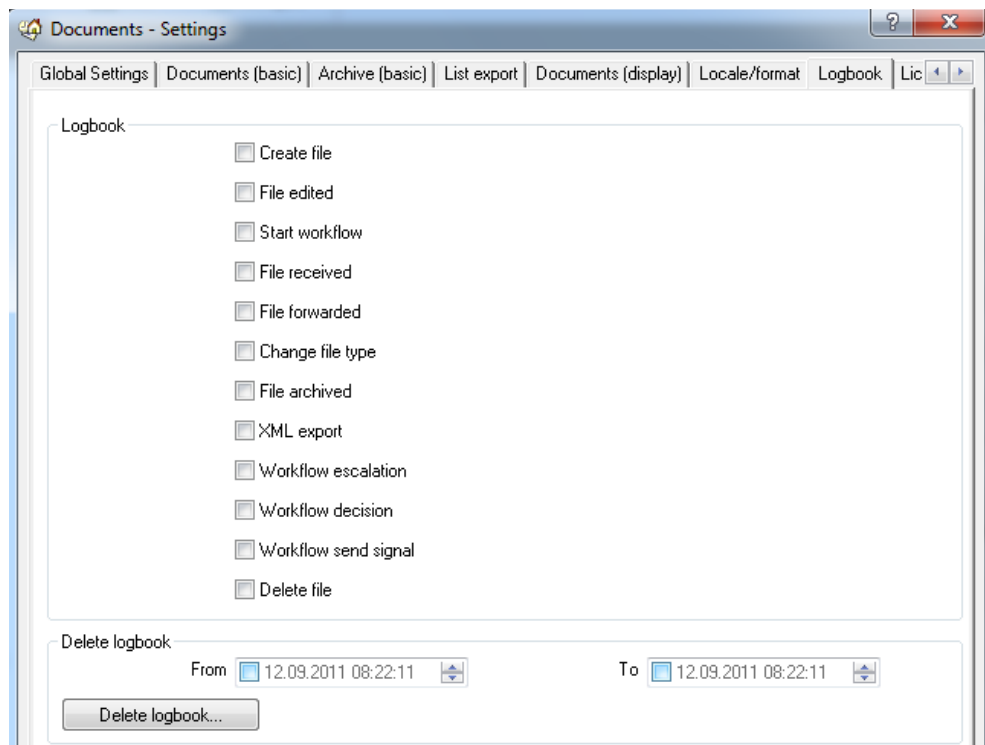 Documents - Settings
Global Settings Documents (basic) Archive (basic) List export Documents (display) Locale/format Logbook Lic
Logbook
Create file
File edited
Start workflow
File received
File forwarded
Change file type
File archived
XML export
Workflow escalation
Workflow decision
Workflow send signal
Delete file
Delete logbook
From 12.09.2011 08:22:11 To 12.09.2011 08:22:11
Delete logbook...